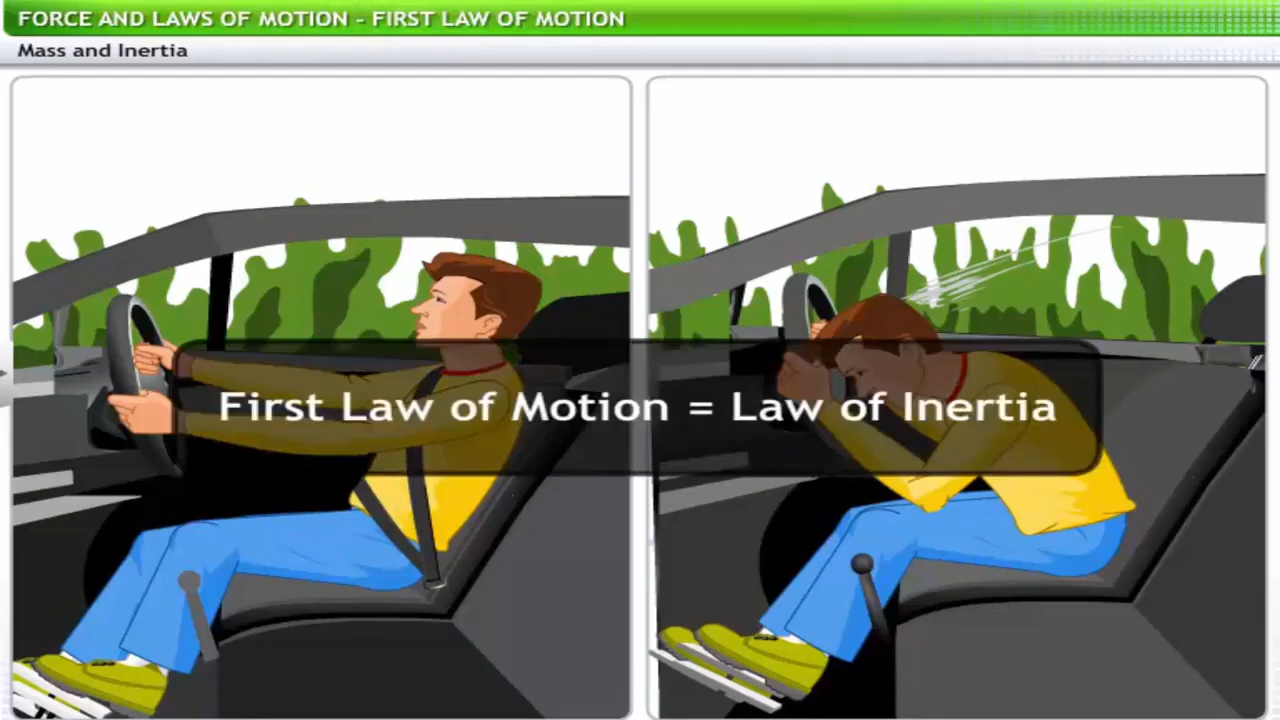 FORCE AND LAWS OF MOTION - FIRST LAW OF MOTION
Mass and Inertia
First Law of Motion = Law of Inertia